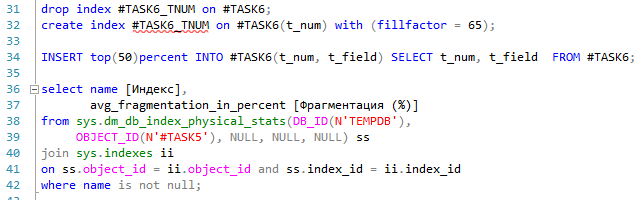 31 drop index #TASK6_TNUM on #TASK6;
32 create index #TASK6_TNUM on #TASK6(t_num) with (fillfactor = 65);
33
34 INSERT top(50)percent INTO #TASK6(t_num, t_field) SELECT t_num, t_field  FROM #TASK6;
35
36 select name [Индекс],
37 avg_fragmentation_in_percent [Фрагментация (%)]
38 from sys.dm_db_index_physical_stats(DB_ID(N'TEMPDB'),
39 OBJECT_ID(N'#TASK5'), NULL, NULL, NULL) ss
40 join sys.indexes ii
41 on ss.object_id = ii.object_id and ss.index_id = ii.index_id
42 where name is not null;